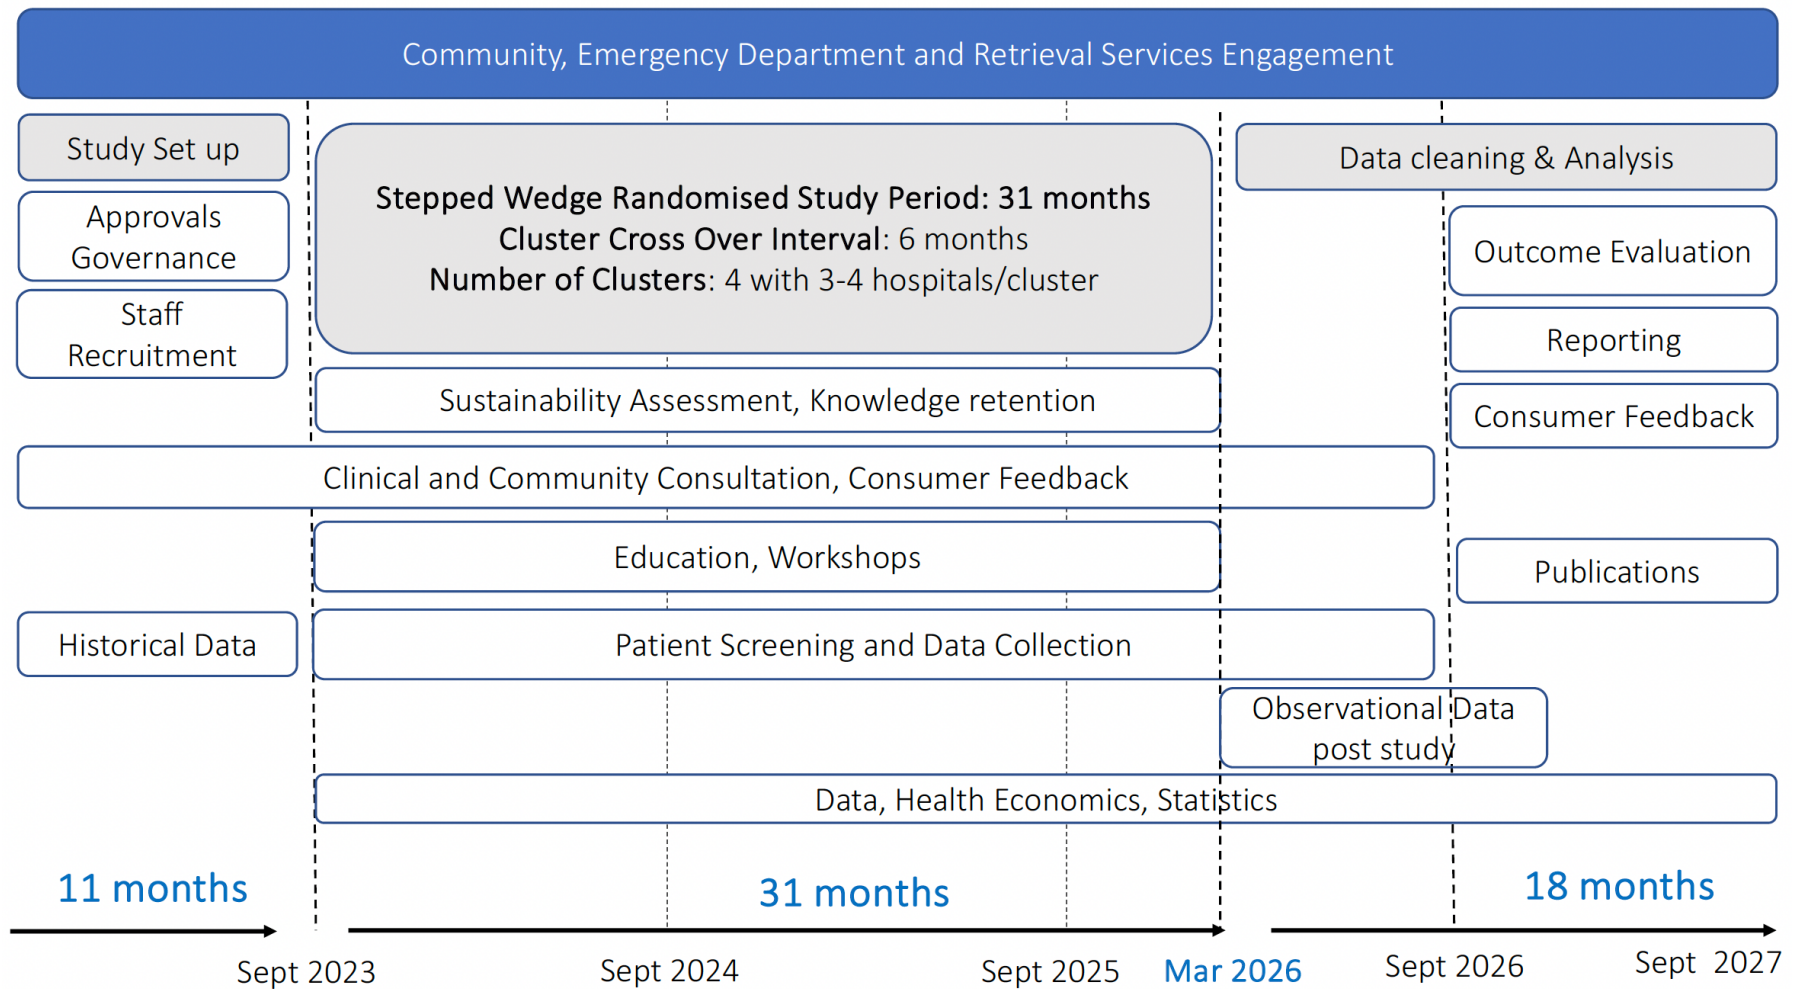 Community, Emergency Department and Retrieval Services Engagement
Study Set up
Approvals
Governance
Staff
Recruitment
Stepped Wedge Randomised Study Period: 31 months
Cluster Cross Over Interval: 6 months
Number of Clusters: 4 with 3-4 hospitals/cluster
Data cleaning & Analysis
Outcome Evaluation
Reporting
Consumer Feedback
Sustainability Assessment, Knowledge retention
Clinical and Community Consultation, Consumer Feedback
Education, Workshops
Publications
Historical Data
Patient Screening and Data Collection
Observational Data
post study
Data, Health Economics, Statistics
11 months
31 months
18 months
Sept 2023
Sept 2024
Sept 2025
Mar 2026
Sept 2026
Sept 2027